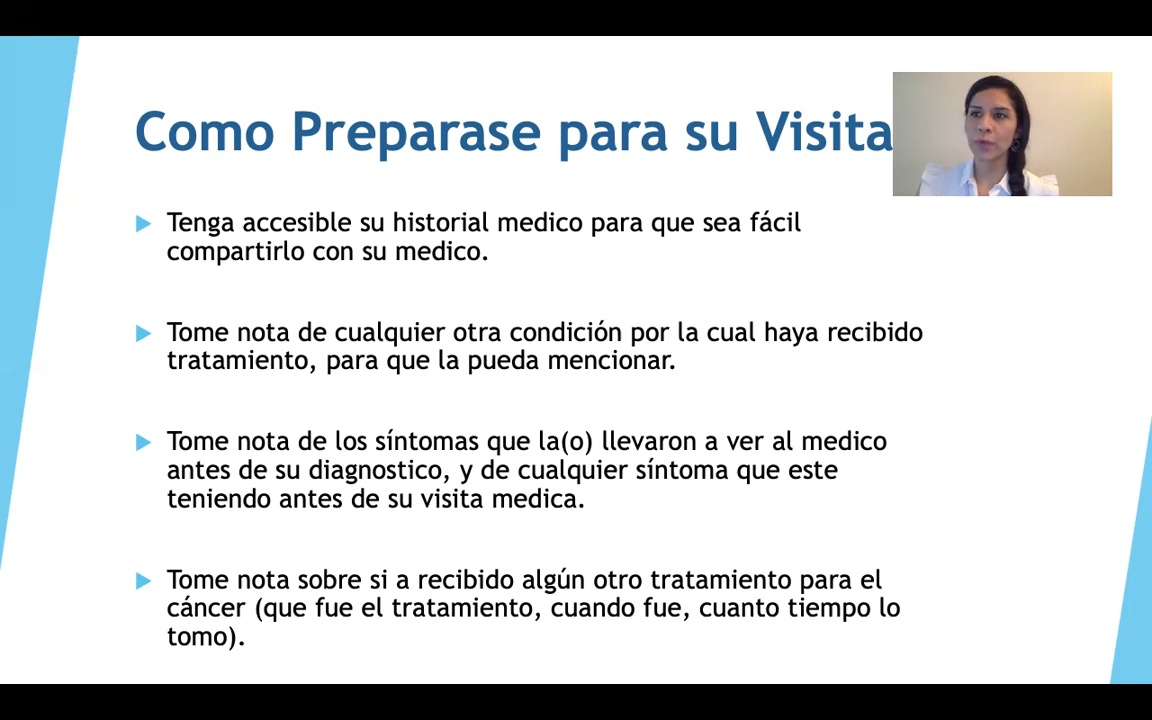 Como Preparase para su Visita
Tenga accesible su historial medico para que sea fácil
compartirlo con su medico.
Tome nota de cualquier otra condición por la cual haya recibido
tratamiento, para que la pueda mencionar.
Tome nota de los síntomas que la(o) llevaron a ver al medico
antes de su diagnostico, y de cualquier síntoma que este
teniendo antes de su visita medica.
Tome nota sobre si a recibido algún otro tratamiento para el
cáncer (que fue el tratamiento, cuando fue, cuanto tiempo lo
tomo).